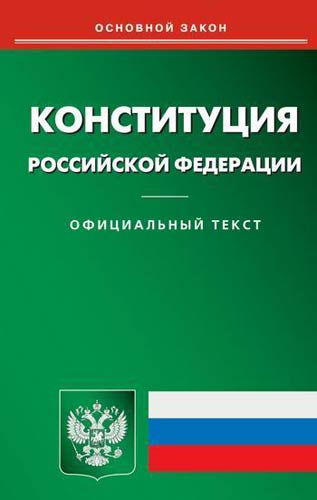 ОСНОВНОЙ ЗАКОН
КОНСТИТУЦИЯ
РОССИЙСКОЙ ФЕДЕРАЦИИ
ОФИЦИАЛЬНЫЙ ТЕКСТ